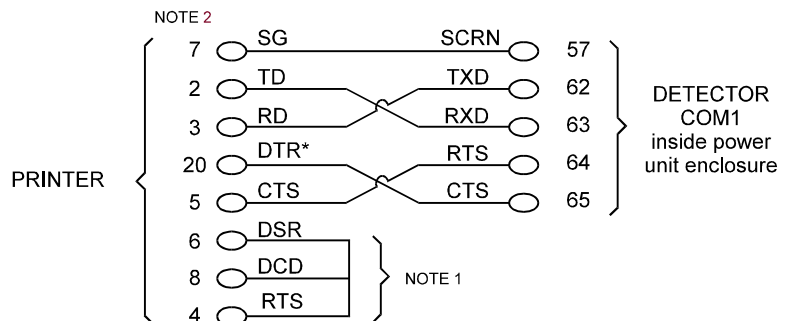 NOTE 2
7 SG SCRN 57
2 TD TXD 62
3 RD RXD 63
20 DTR* RTS 64
5 CTS CTS 65
6 DSR
8 DCD
4 RTS
PRINTER
DETECTOR
COM1
inside power
unit enclosure
NOTE 1